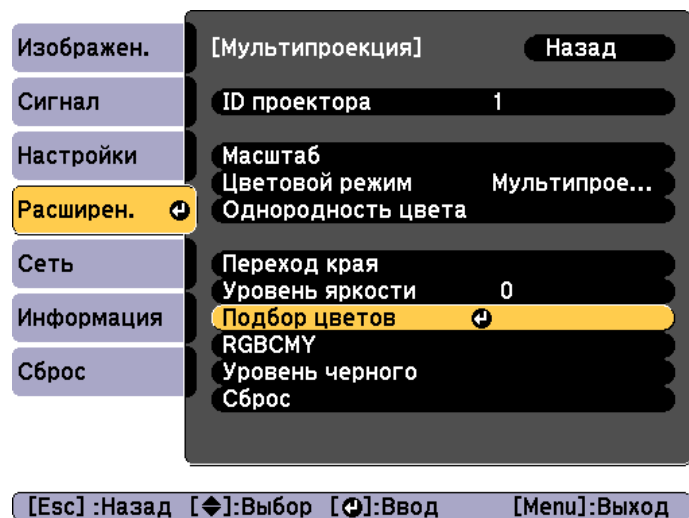 Изображен.
Сигнал
Настройки
Расширен.
Сеть
Информация
Сброс
[Мультипроекция] Назад
ID проектора 1
Масштаб
Цветовой режим Мультипрое...
Однородность цвета
Переход края
Уровень яркости 0
Подбор цветов
RGBCMY
Уровень черного
Сброс
[Esc] :Назад [◆]:Выбор [⏎]:Ввод [Menu]:Выход